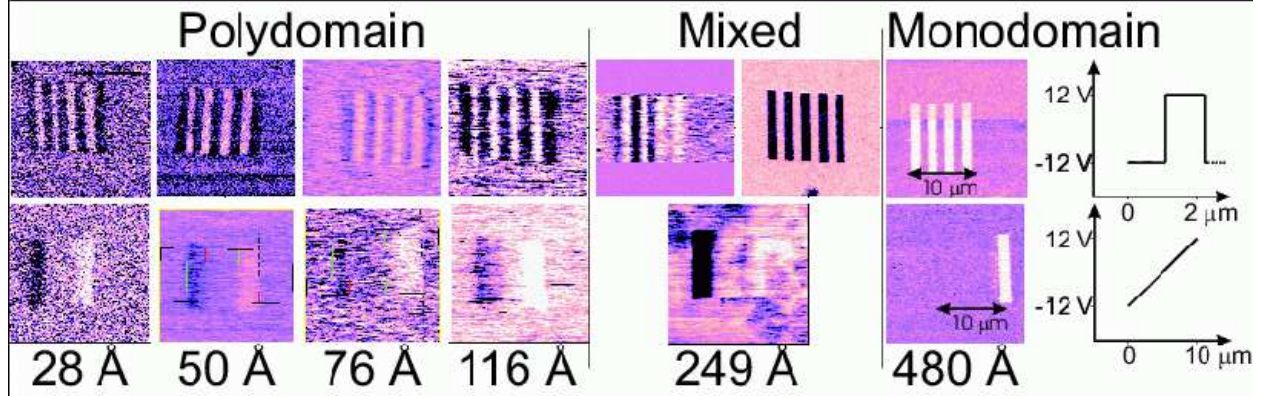 Polydomain
Mixed
Monodomain
12 V
-12 V
0
2 μm
10 μm
12 V
-12 V
0
10 μm
10 μm
28 Å
50 Å
76 Å
116 Å
249 Å
480 Å